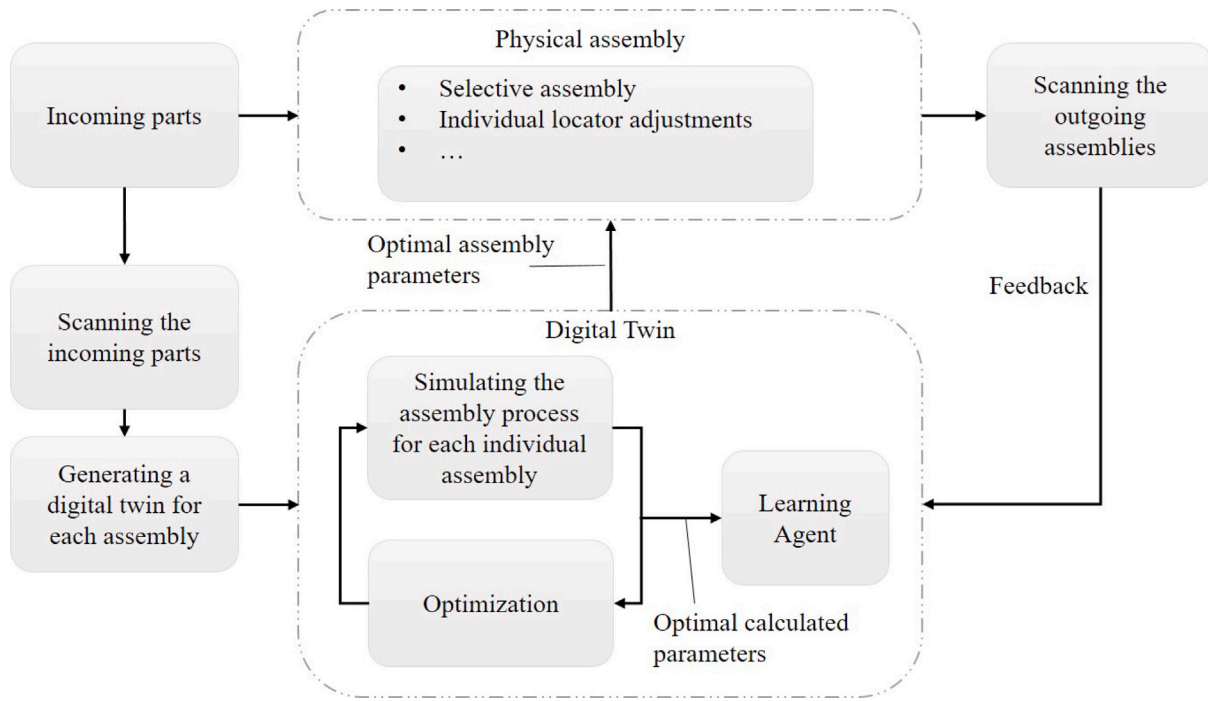 Physical assembly
Incoming parts
• Selective assembly
• Individual locator adjustments
• …
Scanning the
outgoing
assemblies
Optimal assembly
parameters
Feedback
Scanning the
incoming parts
Generating a
digital twin for
each assembly
Digital Twin
Simulating the
assembly process
for each individual
assembly
Learning
Agent
Optimization
Optimal calculated
parameters